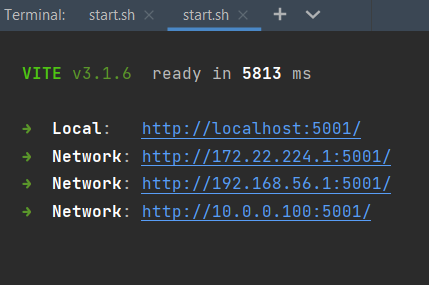 Terminal: start.sh × start.sh × + ⌄
VITE v3.1.6 ready in 5813 ms
➜ Local: http://localhost:5001/
➜ Network: http://172.22.224.1:5001/
➜ Network: http://192.168.56.1:5001/
➜ Network: http://10.0.0.100:5001/